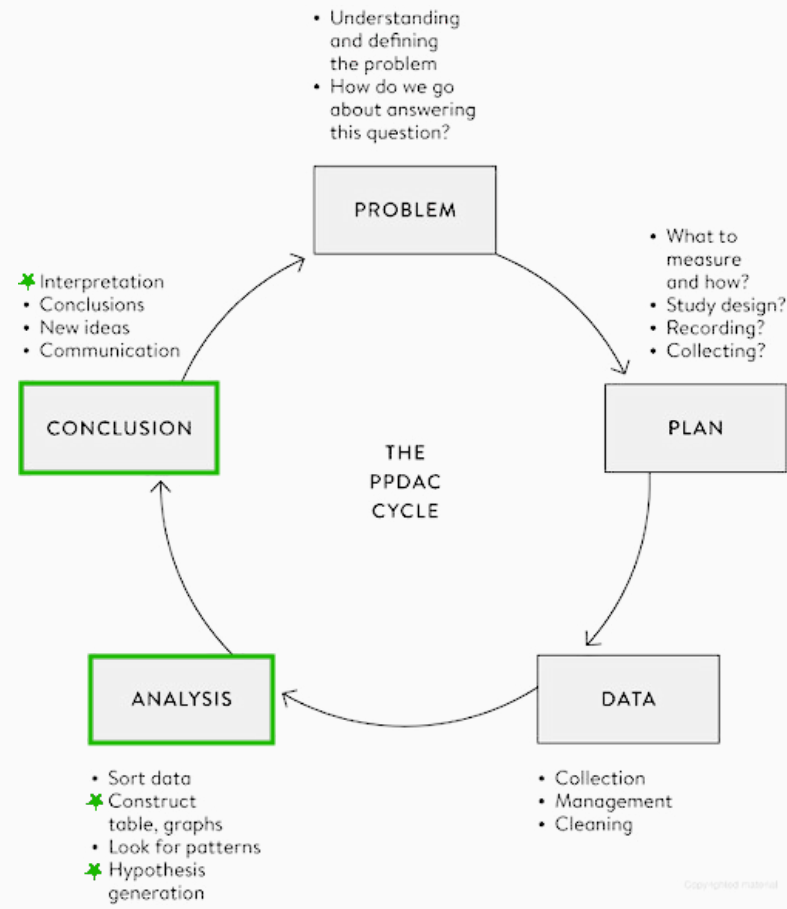 • Understanding
and defining
the problem
• How do we go
about answering
this question?
PROBLEM
• What to
measure
and how?
• Study design?
• Recording?
• Collecting?
PLAN
Interpretation
• Conclusions
• New ideas
• Communication
CONCLUSION
THE
PPDAC
CYCLE
ANALYSIS
• Sort data
Construct
table, graphs
• Look for patterns
Hypothesis
generation
DATA
• Collection
• Management
• Cleaning
Copyrighted material